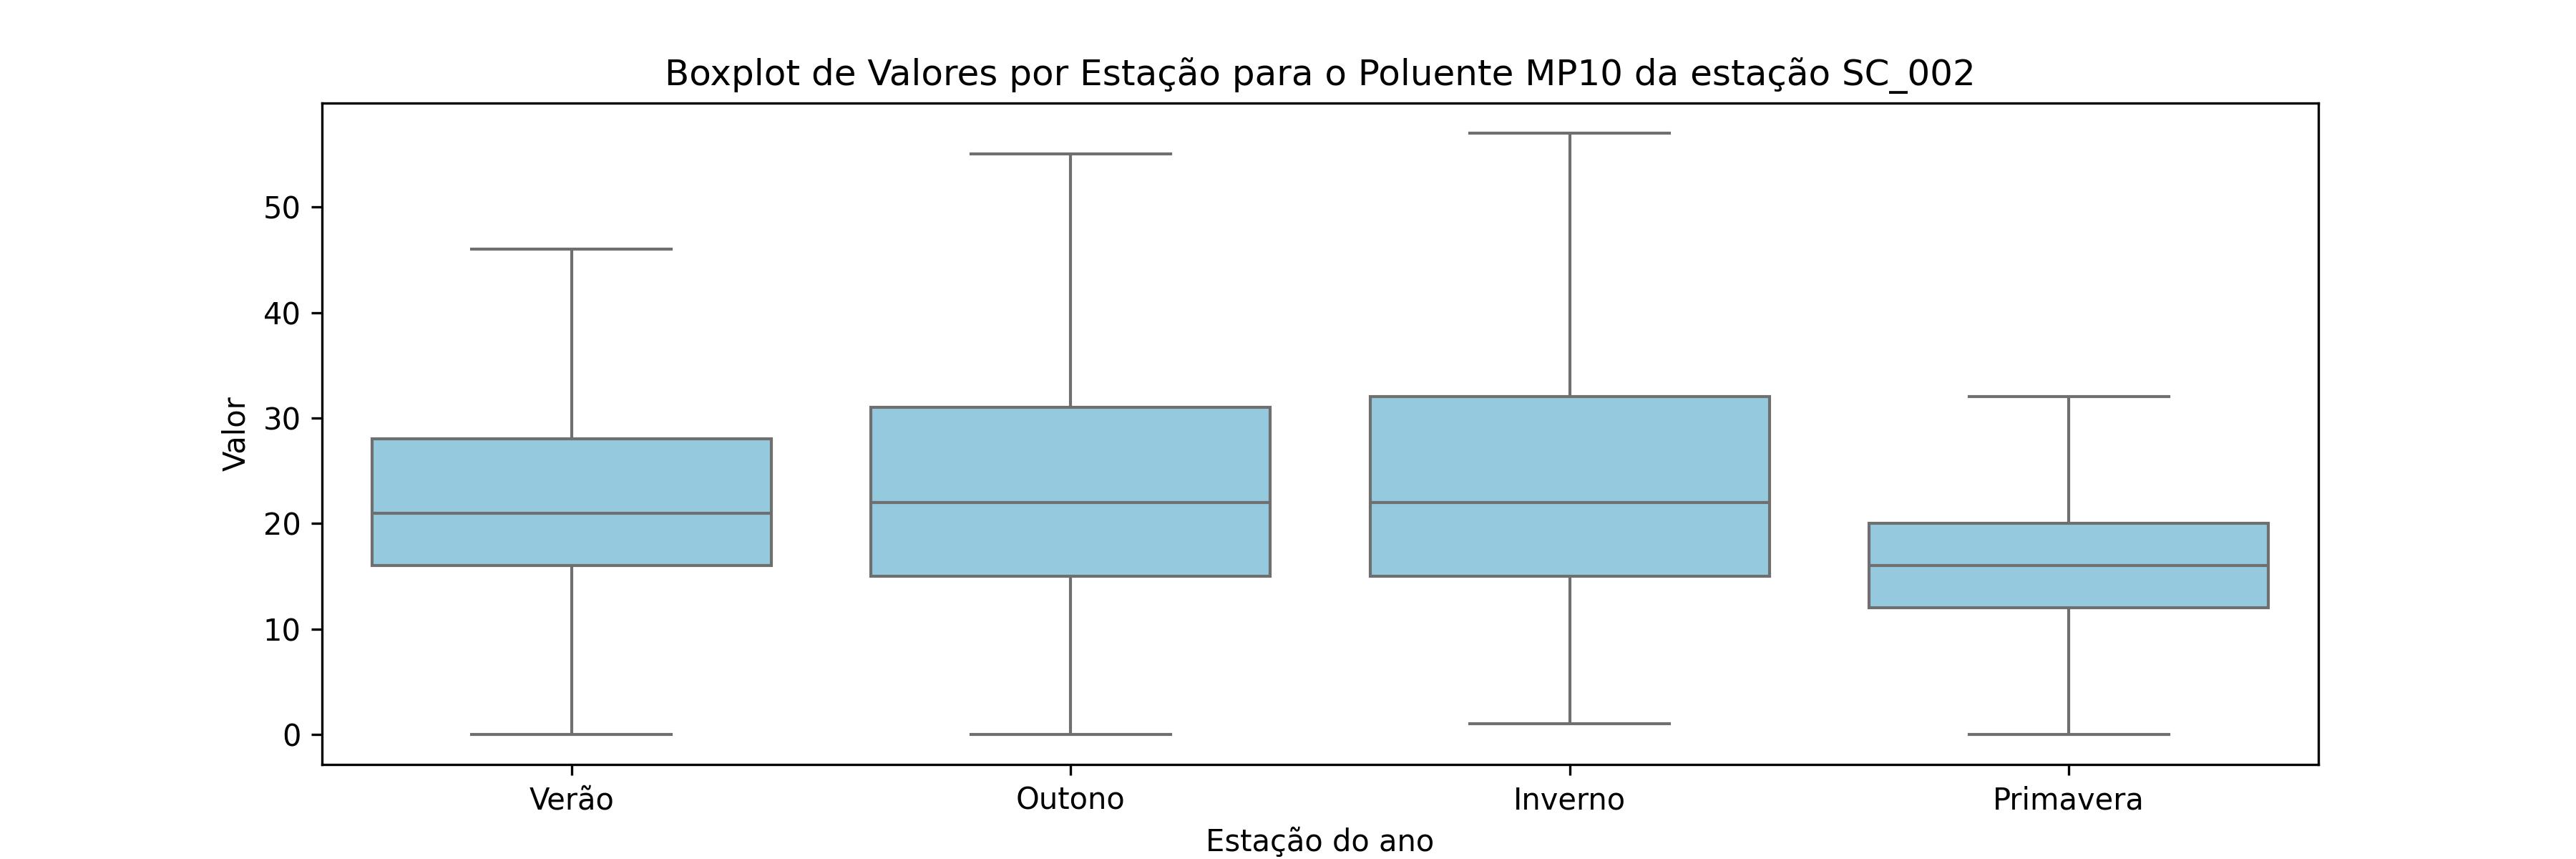 Boxplot de Valores por Estação para o Poluente MP10 da estação SC_002
Valor
50
40
30
20
10
0
Verão
Outono
Inverno
Primavera
Estação do ano